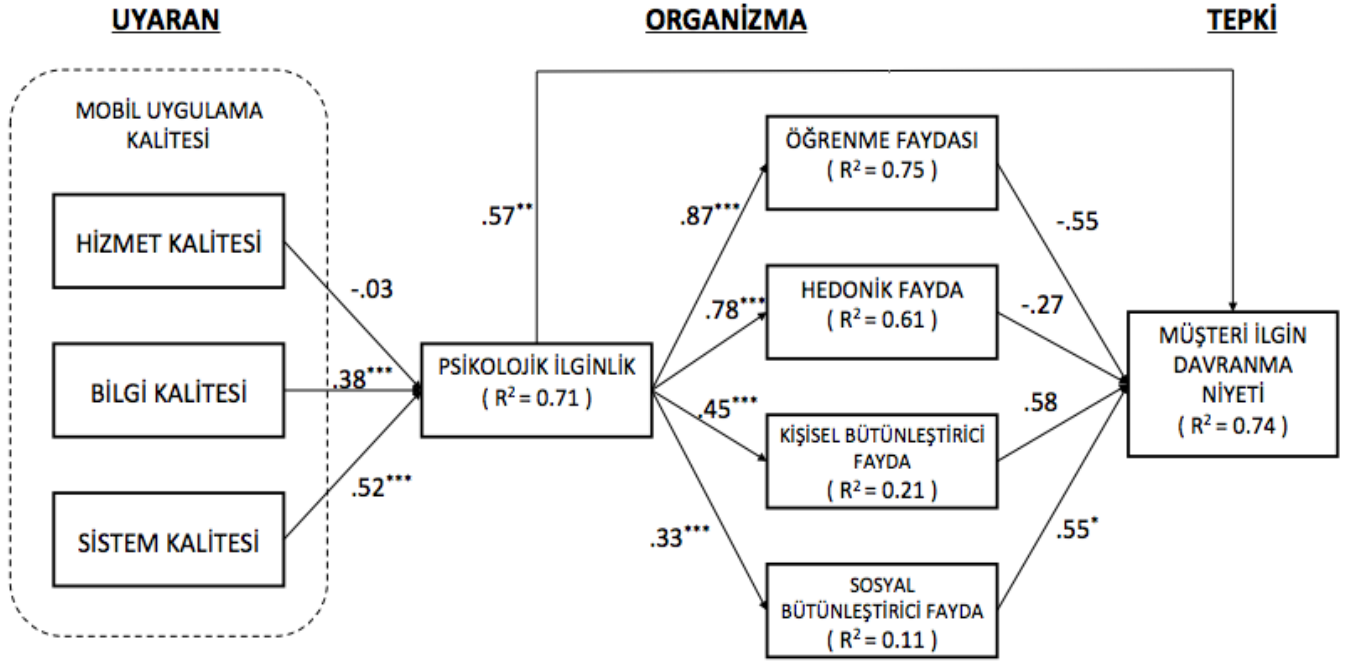 UYARAN
ORGANİZMA
TEPKİ
MOBİL UYGULAMA
KALİTESİ
HİZMET KALİTESİ
BİLGİ KALİTESİ
SİSTEM KALİTESİ
-.03
.38***
.52***
PSİKOLOJİK İLGİNLİK
( R² = 0.71 )
.57**
.87***
.78***
.45***
.33***
ÖĞRENME FAYDASI
( R² = 0.75 )
HEDONİK FAYDA
( R² = 0.61 )
KİŞİSEL BÜTÜNLEŞTİRİCİ
FAYDA
( R² = 0.21 )
SOSYAL
BÜTÜNLEŞTİRİCİ FAYDA
( R² = 0.11 )
-.55
-.27
.58
.55*
MÜŞTERİ İLGİN
DAVRANMA
NİYETİ
( R² = 0.74 )